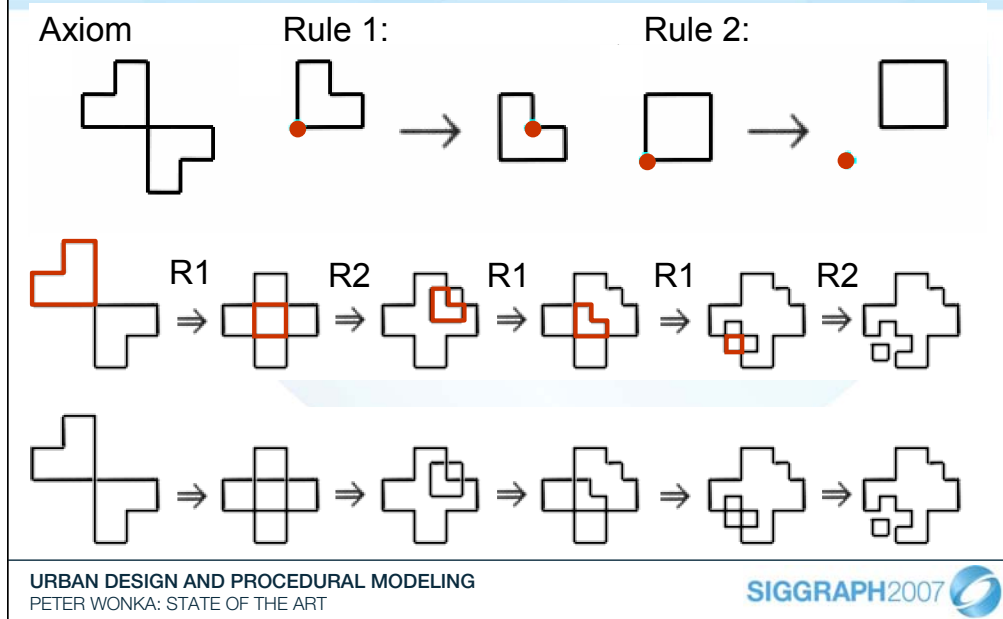 Axiom Rule 1: Rule 2:
R1 R2 R1 R1 R2
URBAN DESIGN AND PROCEDURAL MODELING
PETER WONKA: STATE OF THE ART
SIGGRAPH2007